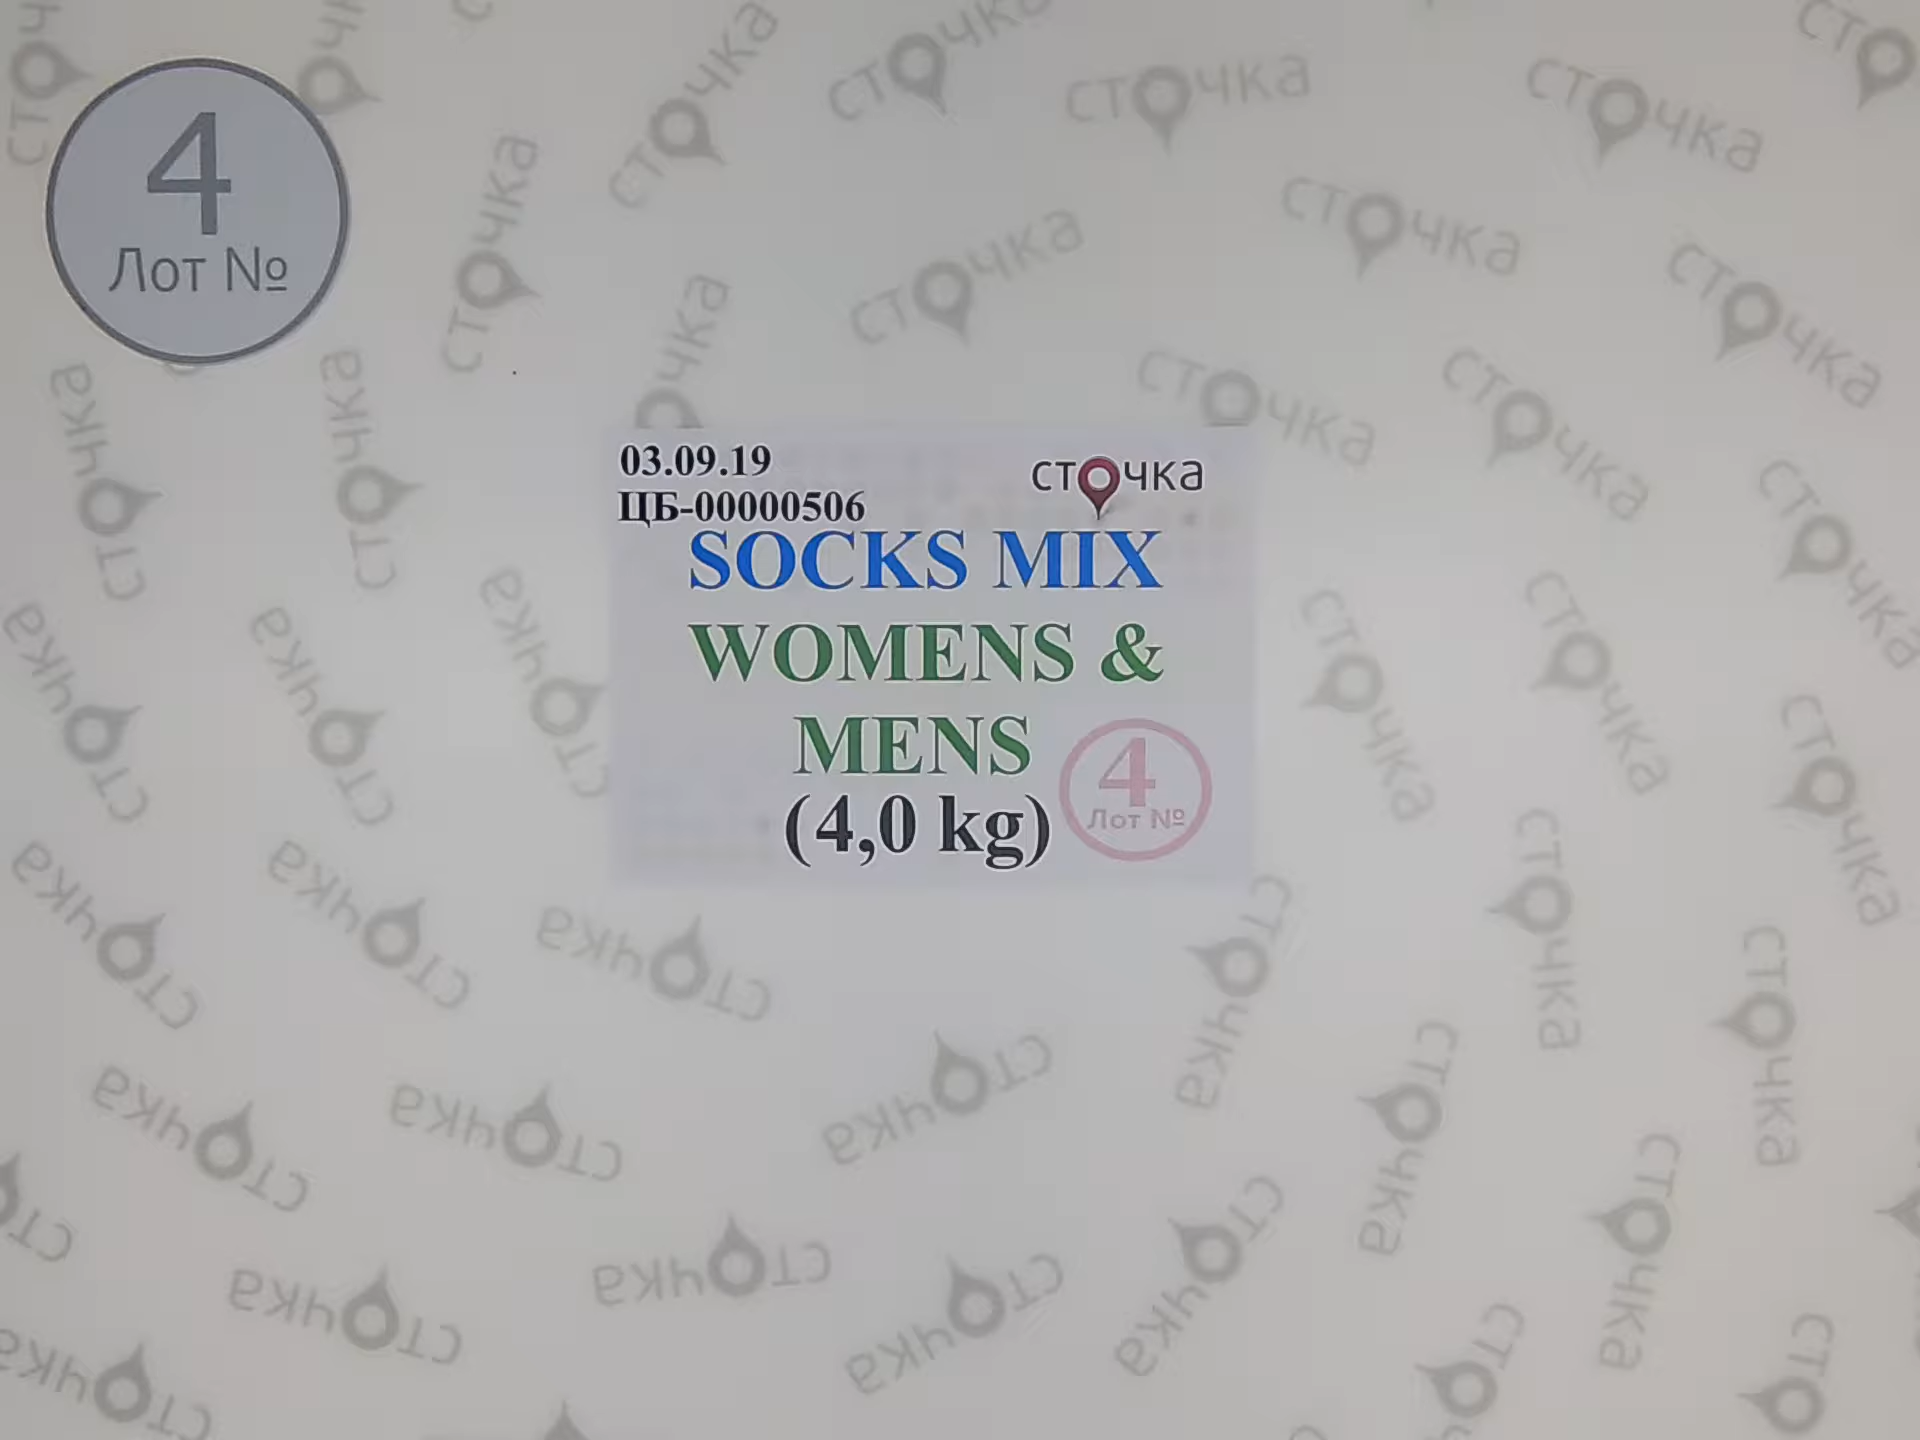 4
Лот №
03.09.19
сточка
ЦБ-00000506
SOCKS MIX
WOMENS &
MENS
(4,0 kg)
4
Лот №